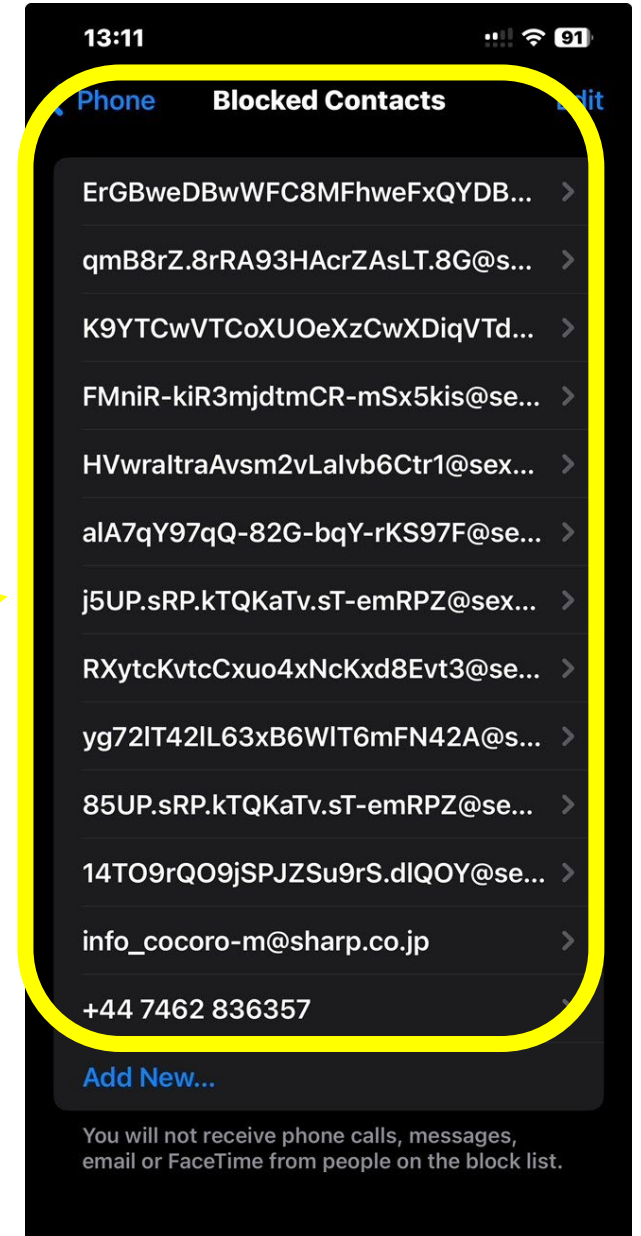 13:11
91
Phone
Blocked Contacts
Edit
ErGBweDBwWFC8MFhweFxQYDB...
qmB8rZ.8rRA93HAcrZAsLT.8G@s...
K9YTCwVTCoXUOeXzCwXDiqVTd...
FMniR-kiR3mjdtmCR-mSx5kis@se...
HVwraltraAvsm2vLaIvb6Ctr1@sex...
alA7qY97qQ-82G-bqY-rKS97F@se...
j5UP.sRP.kTQKaTv.sT-emRPZ@sex...
RXytcKvtcCxuo4xNcKxd8Evt3@se...
yg72lT42lL63xB6WlT6mFN42A@s...
85UP.sRP.kTQKaTv.sT-emRPZ@se...
14TO9rQO9jSPJZSu9rS.dlQOY@se...
info_cocoro-m@sharp.co.jp
+44 7462 836357
Add New...
You will not receive phone calls, messages,
email or FaceTime from people on the block list.